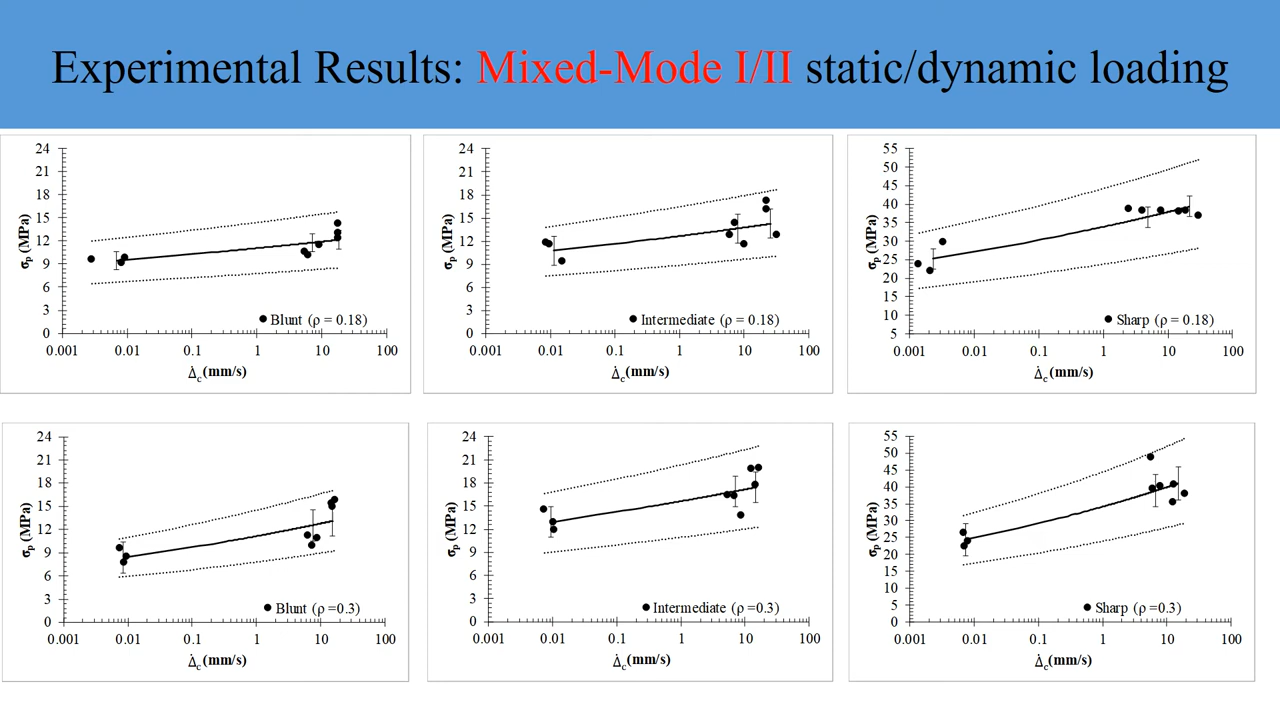 Experimental Results: Mixed-Mode I/II static/dynamic loading
24
21
18
15
12
9
6
3
0
σp (MPa)
Blunt (ρ = 0.18)
0.001 0.01 0.1 1 10 100
Δ̇c (mm/s)
24
21
18
15
12
9
6
3
0
σp (MPa)
Intermediate (ρ = 0.18)
0.001 0.01 0.1 1 10 100
Δ̇c (mm/s)
55
50
45
40
35
30
25
20
15
10
5
σp (MPa)
Sharp (ρ = 0.18)
0.001 0.01 0.1 1 10 100
Δ̇c (mm/s)
24
21
18
15
12
9
6
3
0
σp (MPa)
Blunt (ρ =0.3)
0.001 0.01 0.1 1 10 100
Δ̇c (mm/s)
24
21
18
15
12
9
6
3
0
σp (MPa)
Intermediate (ρ =0.3)
0.001 0.01 0.1 1 10 100
Δ̇c (mm/s)
55
50
45
40
35
30
25
20
15
10
5
0
σp (MPa)
Sharp (ρ =0.3)
0.001 0.01 0.1 1 10 100
Δ̇c (mm/s)